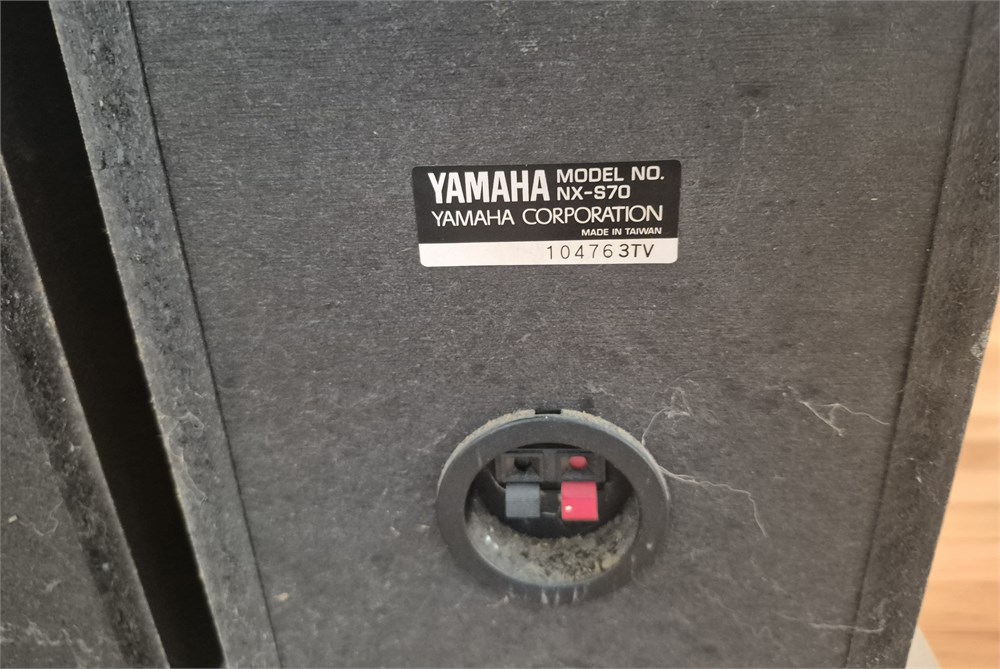 YAMAHA MODEL NO.
NX-S70
YAMAHA CORPORATION
MADE IN TAIWAN
104763TV